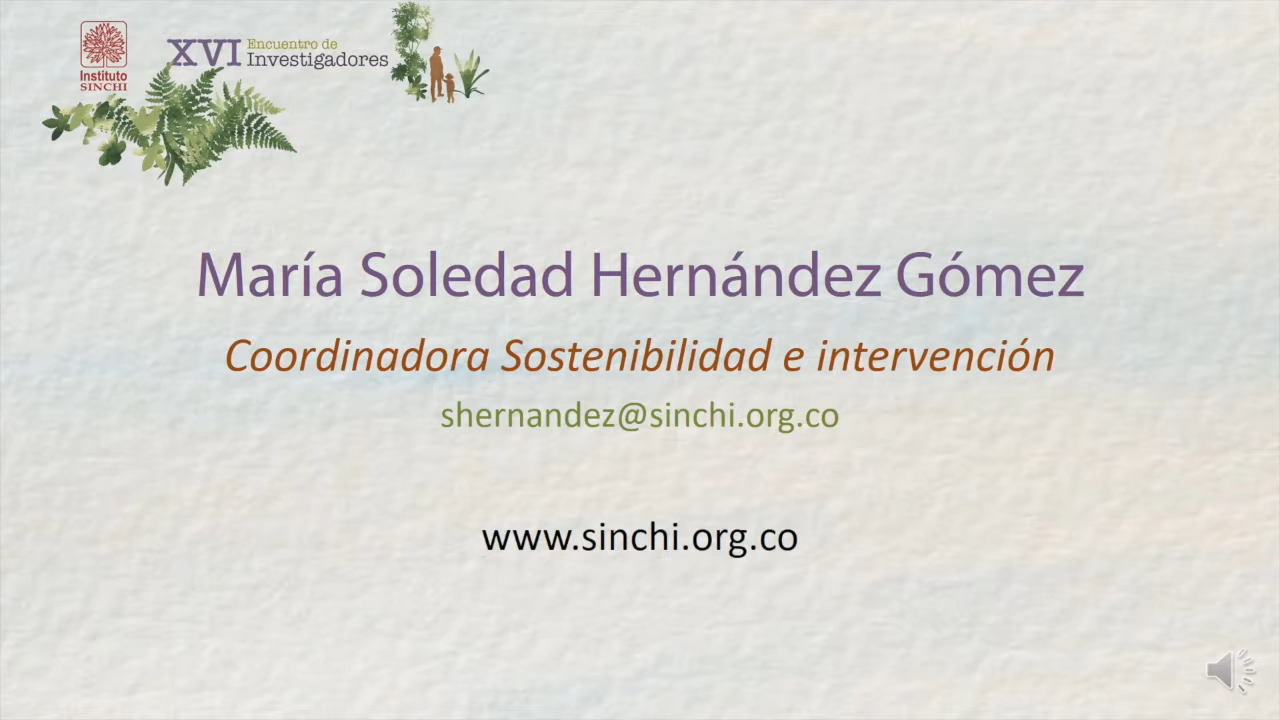 Instituto
SINCHI
XVI Encuentro de
Investigadores
María Soledad Hernández Gómez
Coordinadora Sostenibilidad e intervención
shernandez@sinchi.org.co
www.sinchi.org.co